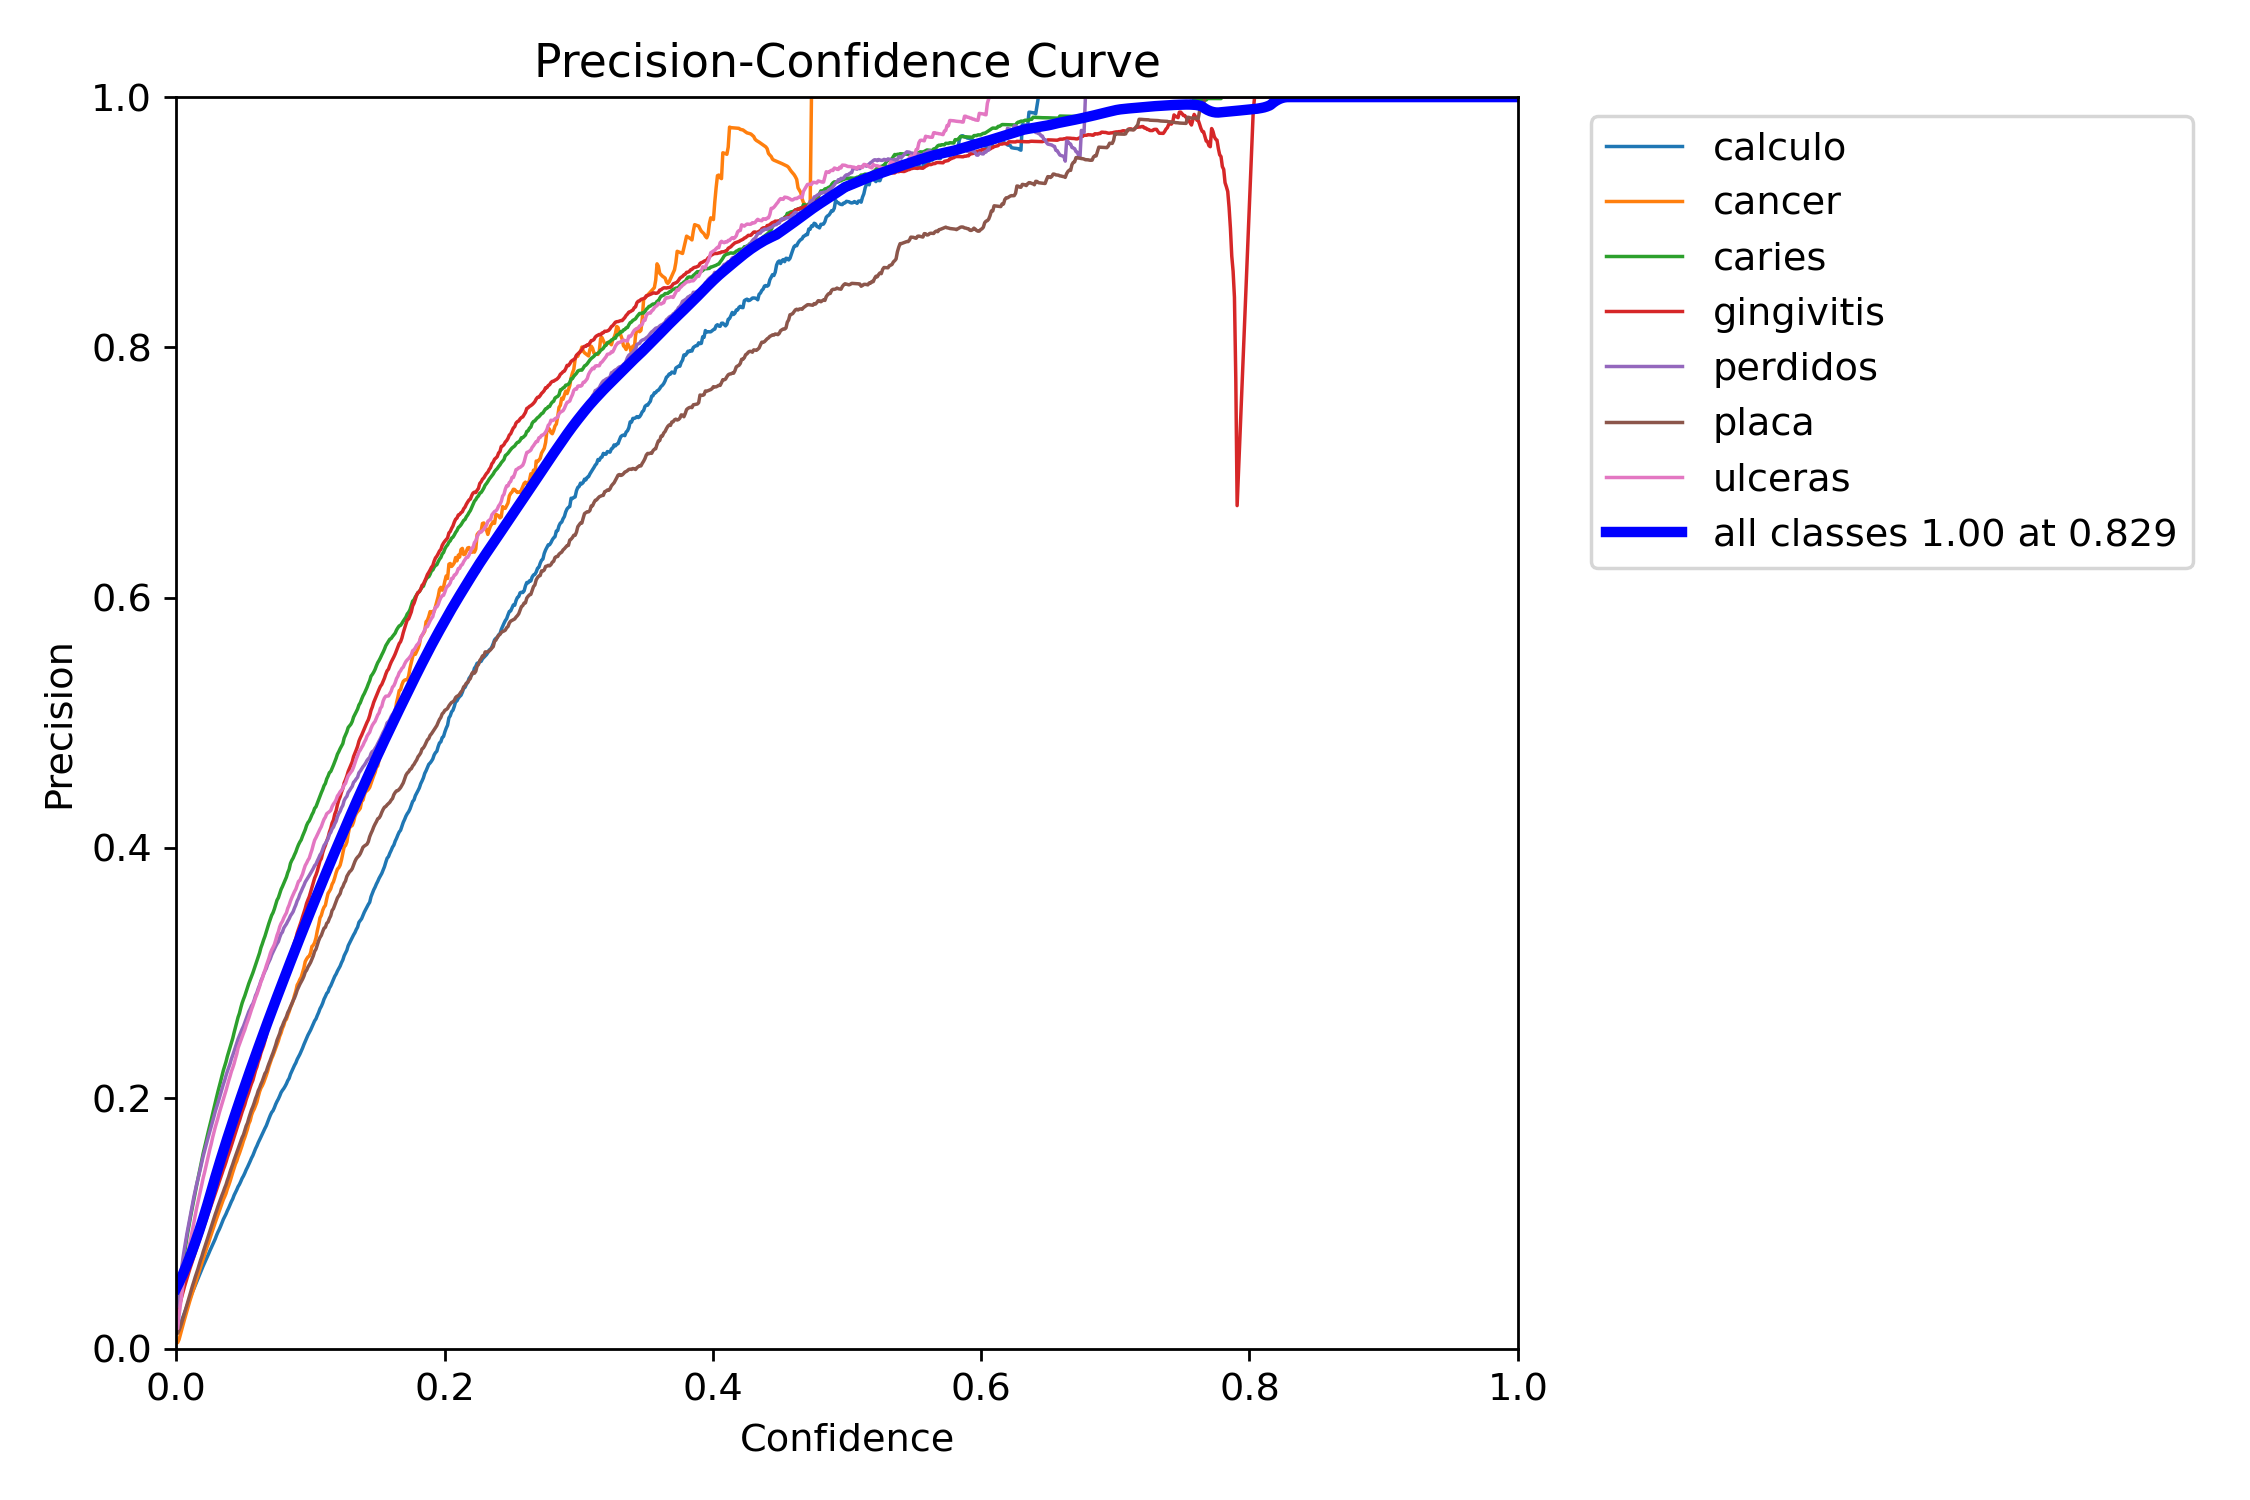 Precision-Confidence Curve
1.0
0.8
0.6
0.4
0.2
0.0
Precision
0.0 0.2 0.4 0.6 0.8 1.0
Confidence
calculo
cancer
caries
gingivitis
perdidos
placa
ulceras
all classes 1.00 at 0.829